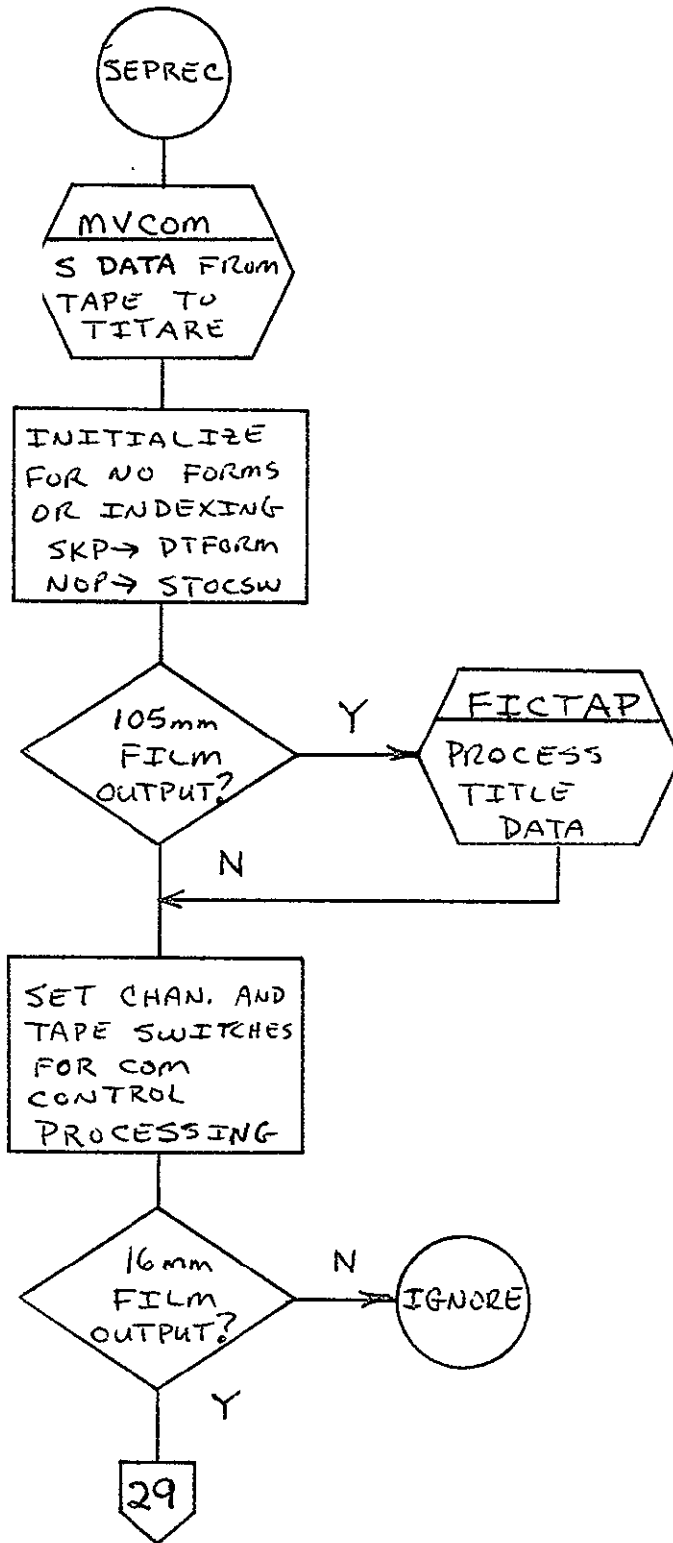 SEPREC
MVCOM
S DATA FROM
TAPE TO
TITARE
INITIALIZE
FOR NO FORMS
OR INDEXING
SKP→ DTFORM
NOP→ STOCSW
105mm
FILM
OUTPUT?
Y
FICTAP
PROCESS
TITLE
DATA
N
SET CHAN. AND
TAPE SWITCHES
FOR COM
CONTROL
PROCESSING
16mm
FILM
OUTPUT?
N
IGNORE
Y
29